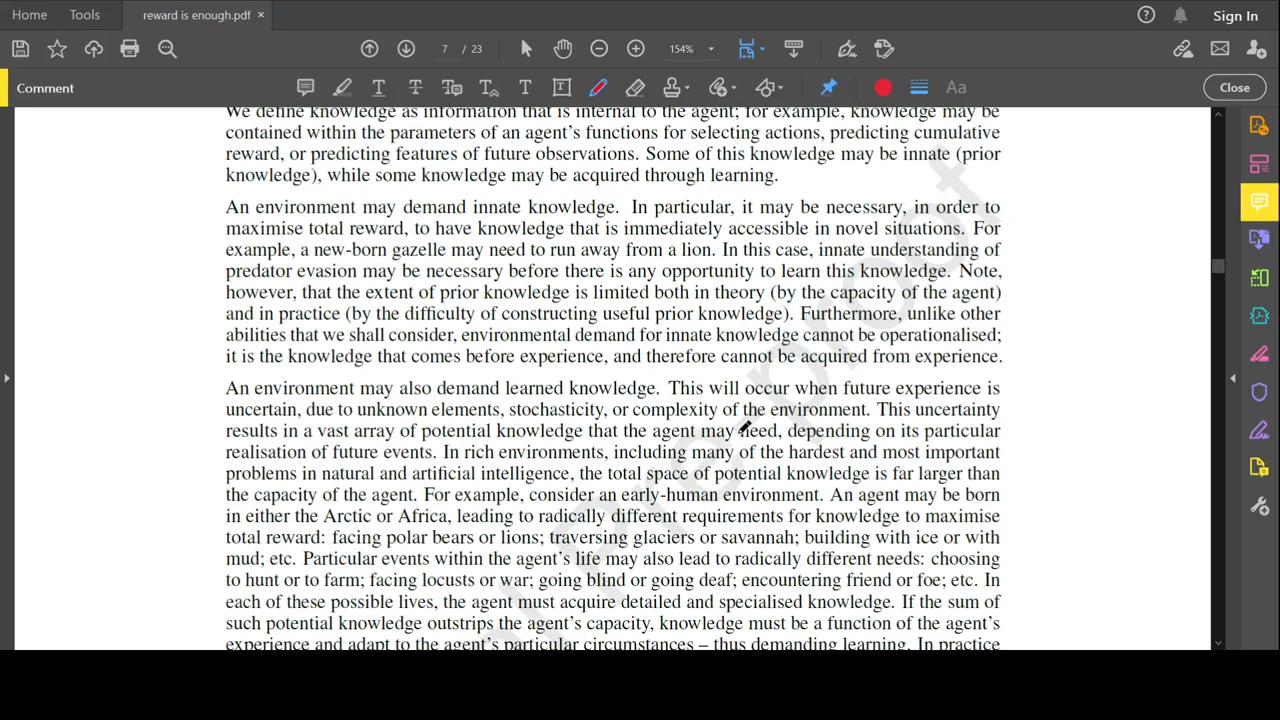 Home Tools reward is enough.pdf × Sign In
7 / 23 154%
Comment Aa Close
We define knowledge as information that is internal to the agent; for example, knowledge may be
contained within the parameters of an agent's functions for selecting actions, predicting cumulative
reward, or predicting features of future observations. Some of this knowledge may be innate (prior
knowledge), while some knowledge may be acquired through learning.
An environment may demand innate knowledge. In particular, it may be necessary, in order to
maximise total reward, to have knowledge that is immediately accessible in novel situations. For
example, a new-born gazelle may need to run away from a lion. In this case, innate understanding of
predator evasion may be necessary before there is any opportunity to learn this knowledge. Note,
however, that the extent of prior knowledge is limited both in theory (by the capacity of the agent)
and in practice (by the difficulty of constructing useful prior knowledge). Furthermore, unlike other
abilities that we shall consider, environmental demand for innate knowledge cannot be operationalised;
it is the knowledge that comes before experience, and therefore cannot be acquired from experience.
An environment may also demand learned knowledge. This will occur when future experience is
uncertain, due to unknown elements, stochasticity, or complexity of the environment. This uncertainty
results in a vast array of potential knowledge that the agent may need, depending on its particular
realisation of future events. In rich environments, including many of the hardest and most important
problems in natural and artificial intelligence, the total space of potential knowledge is far larger than
the capacity of the agent. For example, consider an early-human environment. An agent may be born
in either the Arctic or Africa, leading to radically different requirements for knowledge to maximise
total reward: facing polar bears or lions; traversing glaciers or savannah; building with ice or with
mud; etc. Particular events within the agent's life may also lead to radically different needs: choosing
to hunt or to farm; facing locusts or war; going blind or going deaf; encountering friend or foe; etc. In
each of these possible lives, the agent must acquire detailed and specialised knowledge. If the sum of
such potential knowledge outstrips the agent's capacity, knowledge must be a function of the agent's
experience and adapt to the agent's particular circumstances – thus demanding learning. In practice
Pre-proof